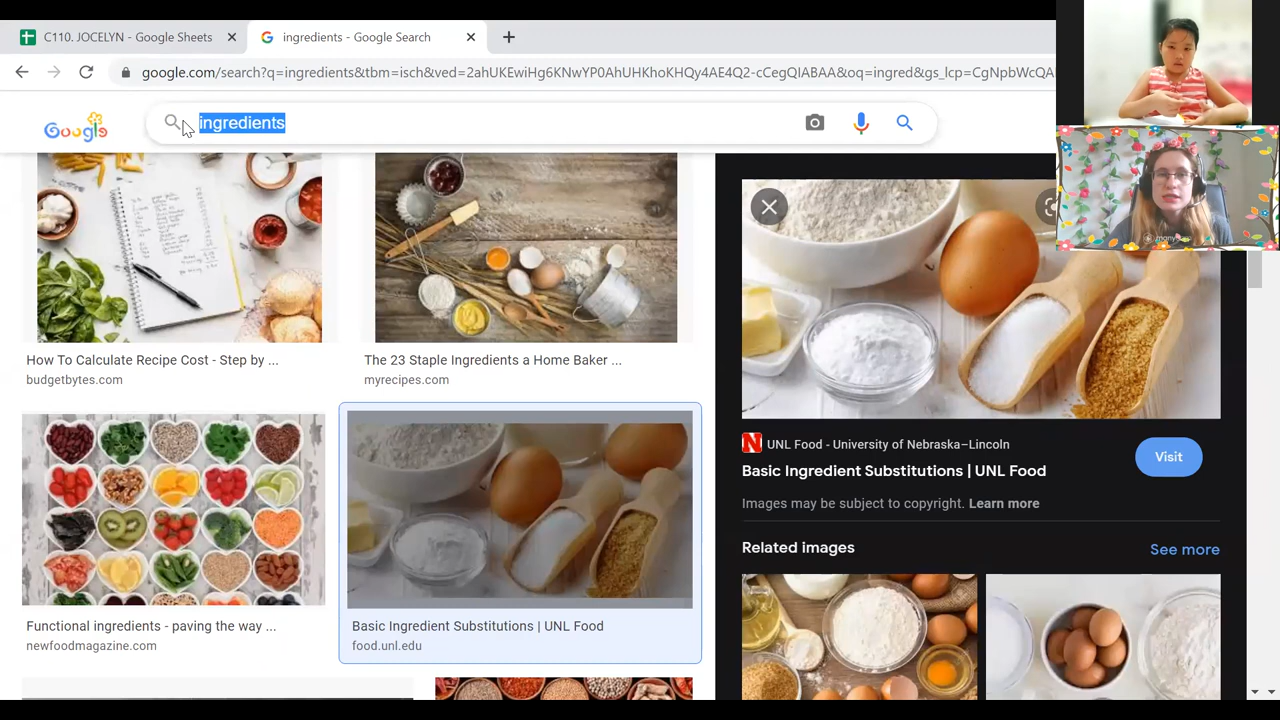 C110. JOCELYN - Google Sheets
ingredients - Google Search
google.com/search?q=ingredients&tbm=isch&ved=2ahUKEwiHg6KNwYP0AhUHKhoKHQy4AE4Q2-cCegQIABAA&oq=ingred&gs_lcp=CgNpbWcQA
Google
ingredients
How To Calculate Recipe Cost - Step by ...
budgetbytes.com
The 23 Staple Ingredients a Home Baker ...
myrecipes.com
Functional ingredients - paving the way ...
newfoodmagazine.com
Basic Ingredient Substitutions | UNL Food
food.unl.edu
N UNL Food - University of Nebraska–Lincoln
Basic Ingredient Substitutions | UNL Food
Visit
Images may be subject to copyright. Learn more
Related images
See more